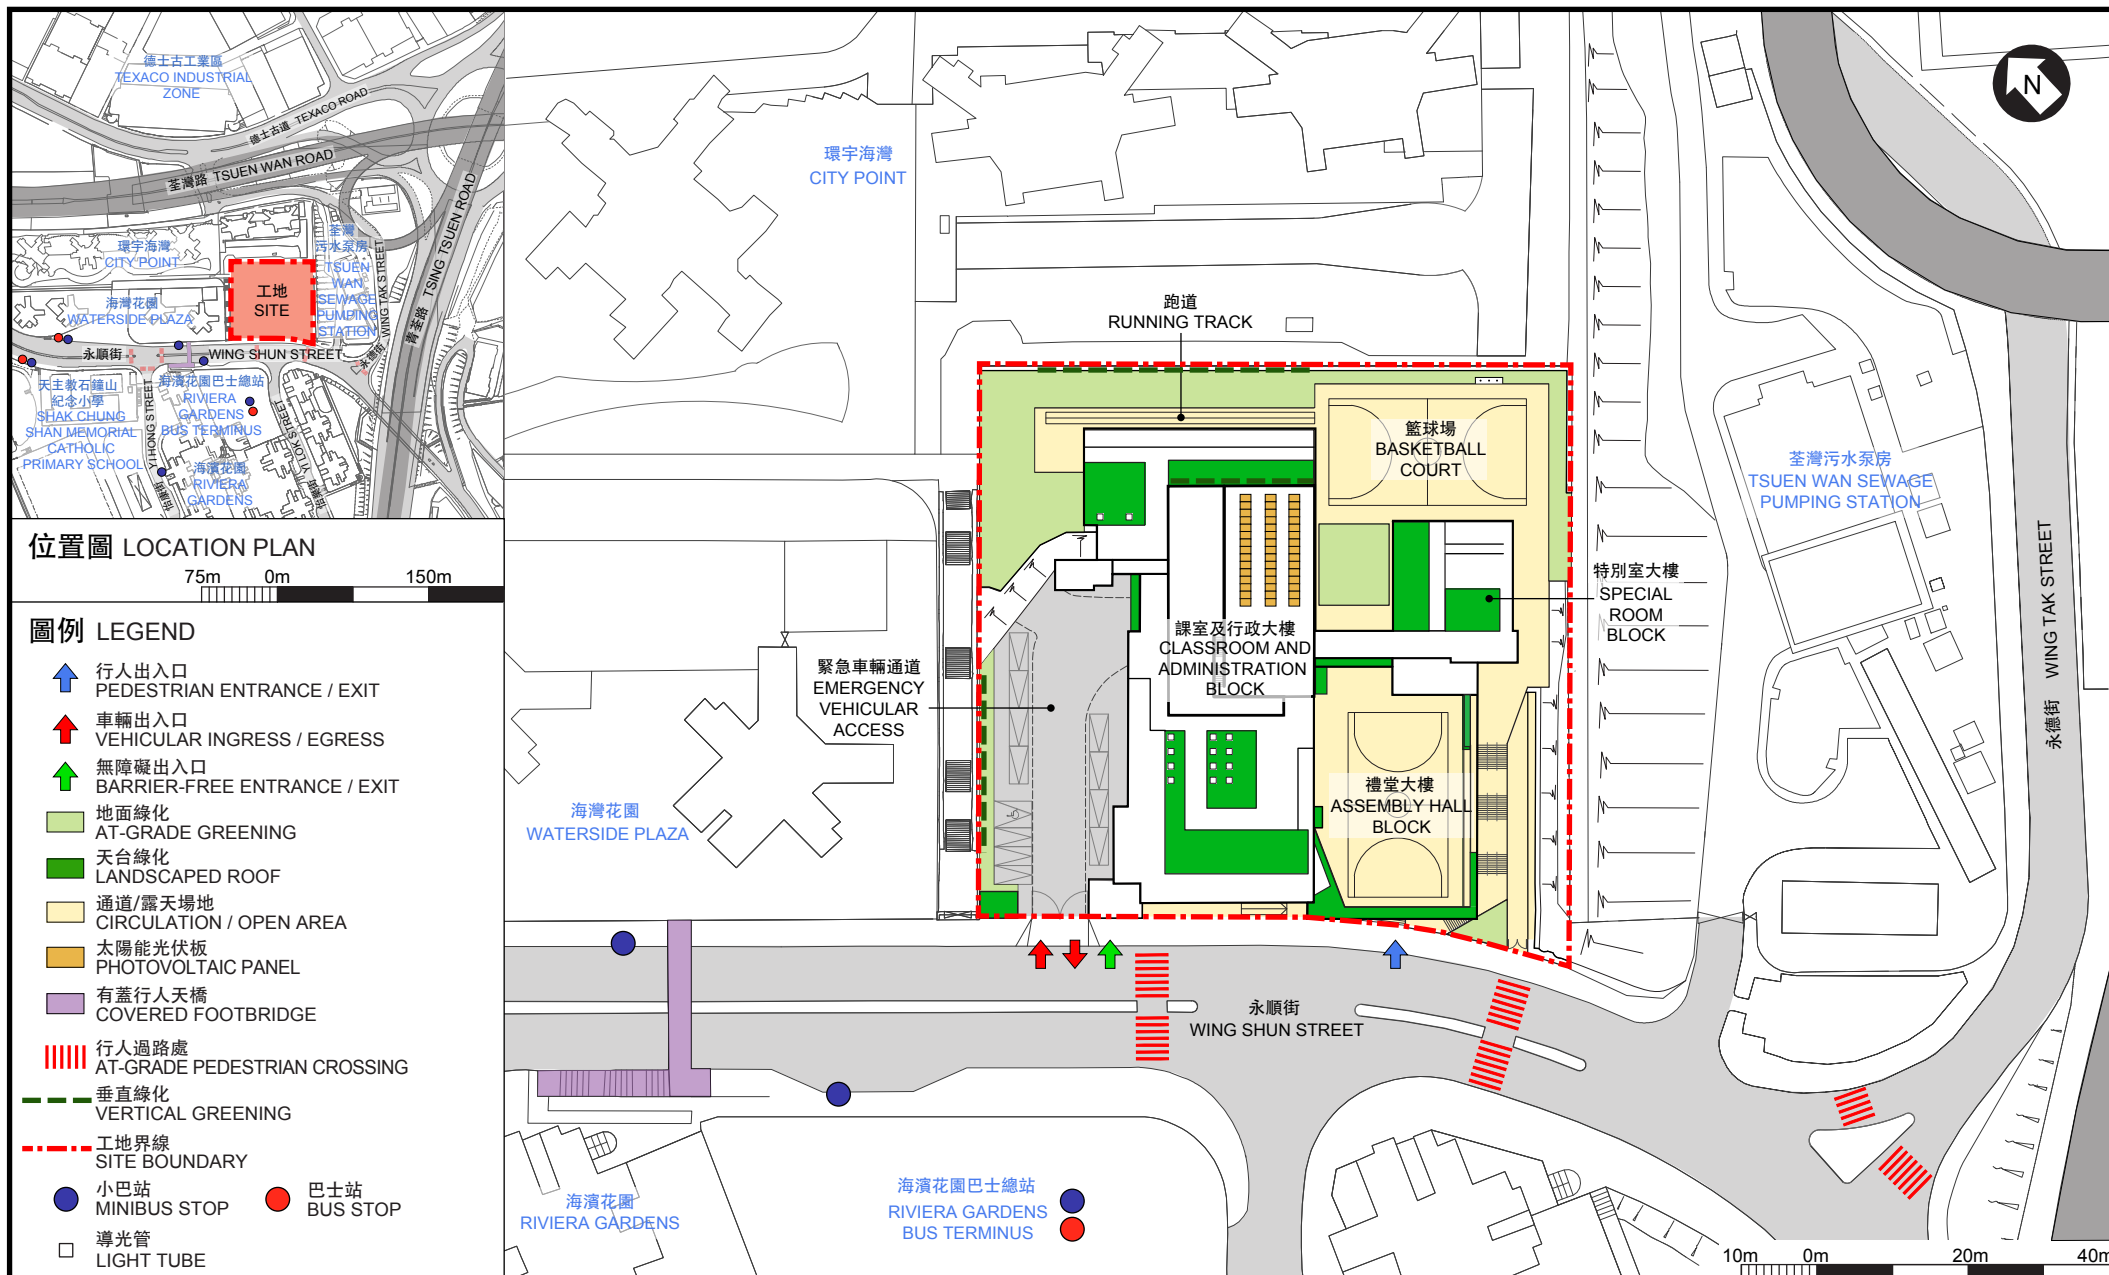 德士古工業區
TEXACO INDUSTRIAL
ZONE
德士古道 TEXACO ROAD
荃灣路 TSUEN WAN ROAD
青荃路 TSING TSUEN ROAD
環宇海灣
CITY POINT
荃灣
污水泵房
TSUEN
WAN
SEWAGE
PUMPING
STATION
永德街 WING TAK STREET
工地
SITE
海灣花園
WATERSIDE PLAZA
永順街
WING SHUN STREET
天主教石鐘山
紀念小學
SHAK CHUNG
SHAN MEMORIAL
CATHOLIC
PRIMARY SCHOOL
YI HONG STREET
海濱花園巴士總站
RIVIERA
GARDENS
BUS TERMINUS
YI LOK STREET
海濱花園
RIVIERA
GARDENS
位置圖 LOCATION PLAN
75m 0m 150m
圖例 LEGEND
行人出入口
PEDESTRIAN ENTRANCE / EXIT
車輛出入口
VEHICULAR INGRESS / EGRESS
無障礙出入口
BARRIER-FREE ENTRANCE / EXIT
地面綠化
AT-GRADE GREENING
天台綠化
LANDSCAPED ROOF
通道/露天場地
CIRCULATION / OPEN AREA
太陽能光伏板
PHOTOVOLTAIC PANEL
有蓋行人天橋
COVERED FOOTBRIDGE
行人過路處
AT-GRADE PEDESTRIAN CROSSING
垂直綠化
VERTICAL GREENING
工地界線
SITE BOUNDARY
小巴站
MINIBUS STOP
巴士站
BUS STOP
導光管
LIGHT TUBE
N
環宇海灣
CITY POINT
跑道
RUNNING TRACK
籃球場
BASKETBALL
COURT
荃灣污水泵房
TSUEN WAN SEWAGE
PUMPING STATION
特別室大樓
SPECIAL
ROOM
BLOCK
課室及行政大樓
CLASSROOM AND
ADMINISTRATION
BLOCK
緊急車輛通道
EMERGENCY
VEHICULAR
ACCESS
禮堂大樓
ASSEMBLY HALL
BLOCK
海灣花園
WATERSIDE PLAZA
永德街 WING TAK STREET
永順街
WING SHUN STREET
海濱花園
RIVIERA GARDENS
海濱花園巴士總站
RIVIERA GARDENS
BUS TERMINUS
10m 0m 20m 40m